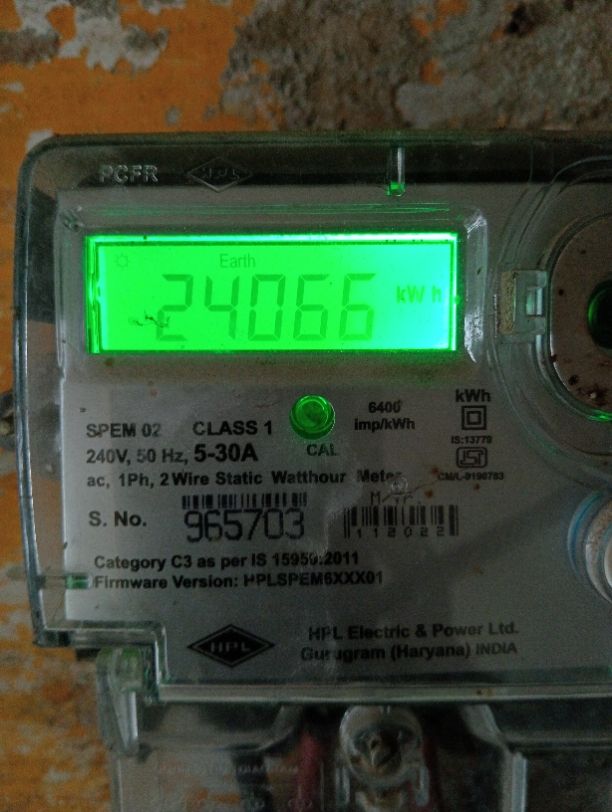 PCFR HPL
Earth
24066 kWh
SPEM 02 CLASS 1
CAL
6400
imp/kWh
kWh
IS:13779
240V, 50 Hz, 5-30A
ac, 1Ph, 2 Wire Static Watthour Meter
S. No. 965703
112022
Category C3 as per IS 15959:2011
Firmware Version: HPLSPEM6XXX01
HPL
HPL Electric & Power Ltd.
Gurugram (Haryana) INDIA